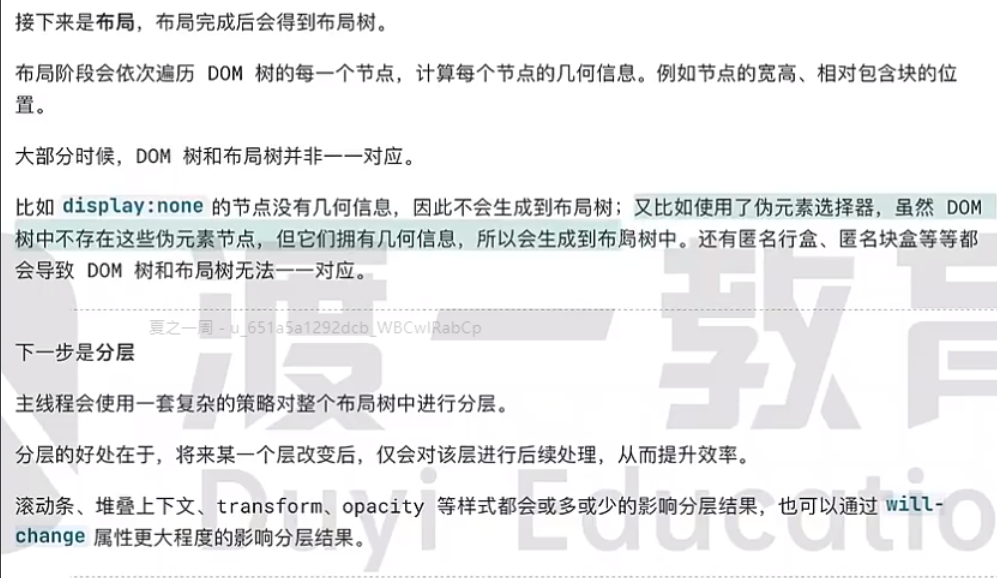 接下来是布局，布局完成后会得到布局树。
布局阶段会依次遍历 DOM 树的每一个节点，计算每个节点的几何信息。例如节点的宽高、相对包含块的位
置。
大部分时候，DOM 树和布局树并非一一对应。
比如 display:none 的节点没有几何信息，因此不会生成到布局树；又比如使用了伪元素选择器，虽然 DOM
树中不存在这些伪元素节点，但它们拥有几何信息，所以会生成到布局树中。还有匿名行盒、匿名块盒等等都
会导致 DOM 树和布局树无法一一对应。
渡一教育
夏之一周 - u_651a5a1292dcb_WBCwIRabCp
下一步是分层
主线程会使用一套复杂的策略对整个布局树中进行分层。
分层的好处在于，将来某一个层改变后，仅会对该层进行后续处理，从而提升效率。
Duyi Educatio
滚动条、堆叠上下文、transform、opacity 等样式都会或多或少的影响分层结果，也可以通过 will-
change 属性更大程度的影响分层结果。